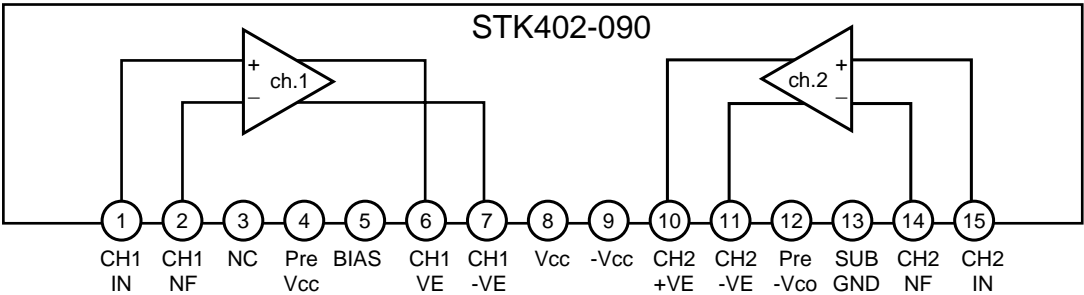 STK402-090
+ ch.1 −
ch.2 + −
1 2 3 4 5 6 7 8 9 10 11 12 13 14 15
CH1 CH1 NC Pre BIAS CH1 CH1 Vcc -Vcc CH2 CH2 Pre SUB CH2 CH2
IN NF Vcc VE -VE +VE -VE -Vco GND NF IN